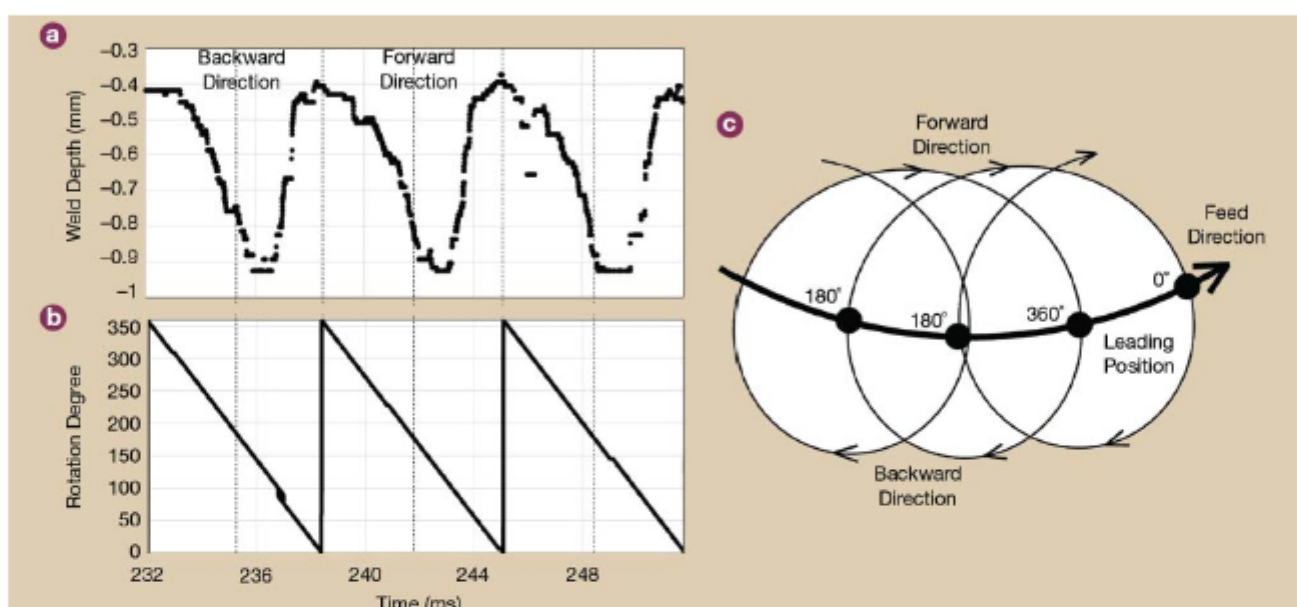 a
−0.3
−0.4
−0.5
−0.6
−0.7
−0.8
−0.9
−1
Weld Depth (mm)
Backward
Direction
Forward
Direction
b
350
300
250
200
150
100
50
0
Rotation Degree
232
236
240
244
248
Time (ms)
c
Forward
Direction
Feed
Direction
180°
180°
360°
0°
Leading
Position
Backward
Direction